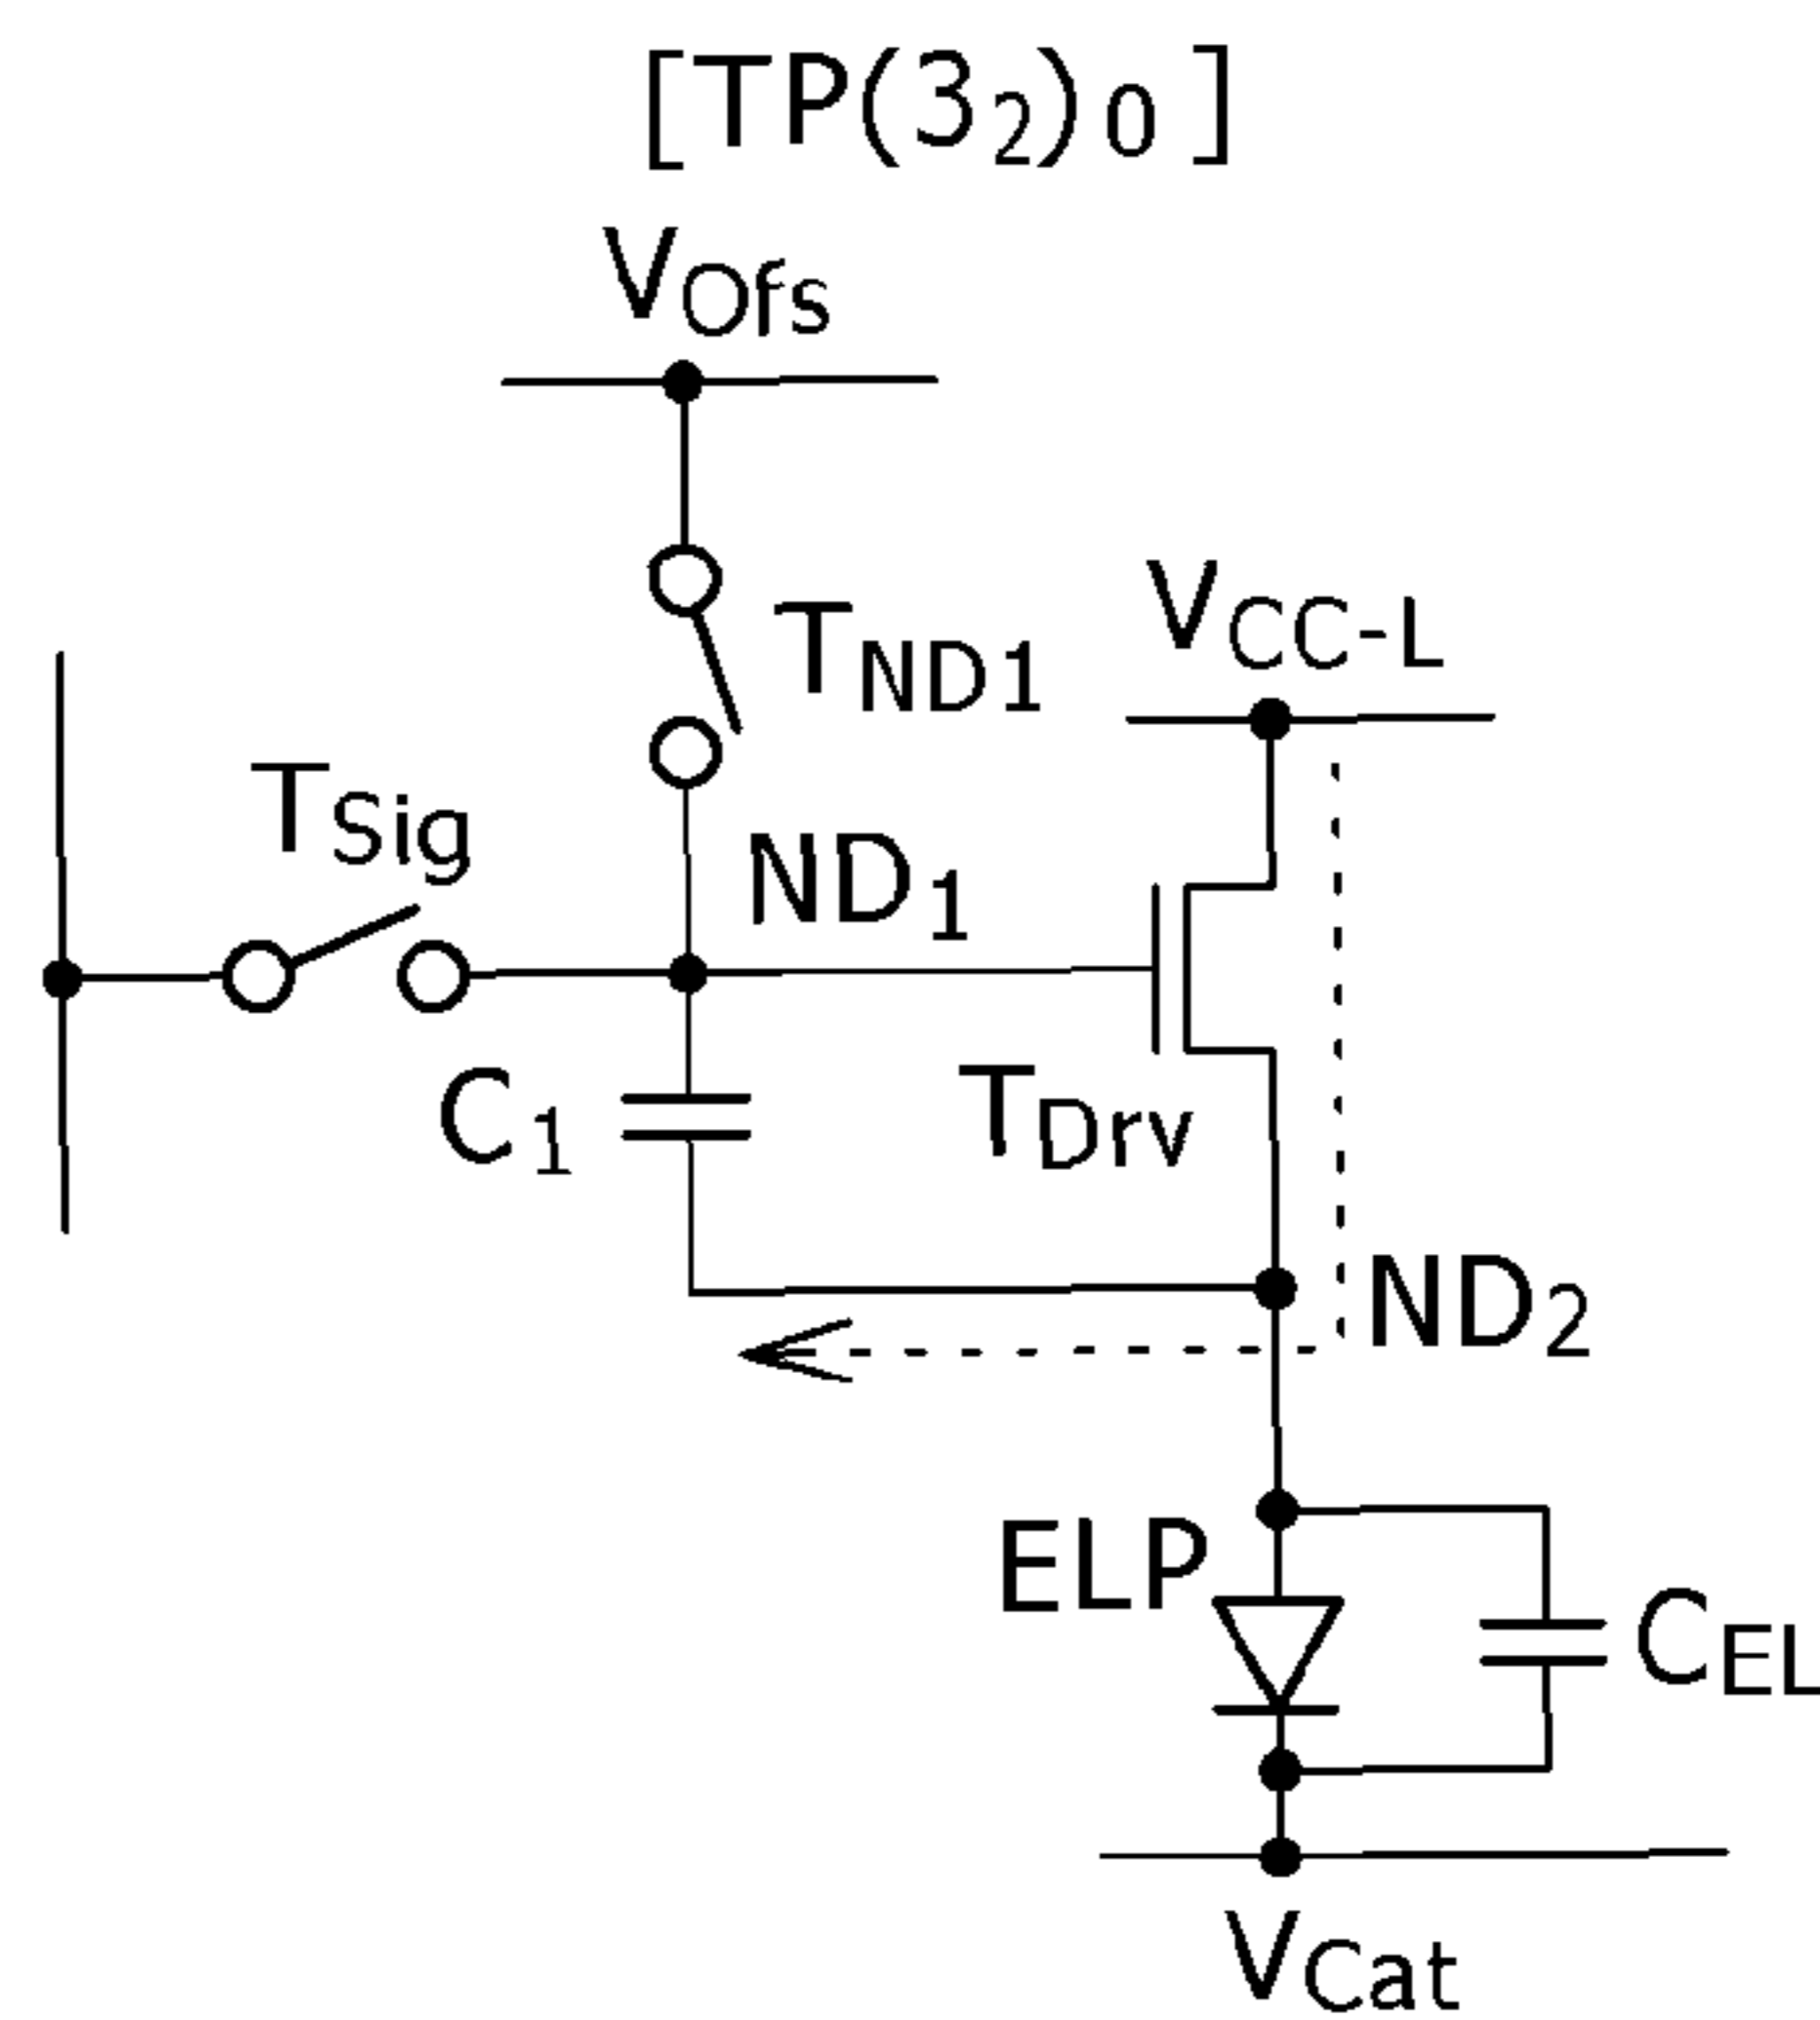 [TP(3₂)₀]
VOfs
TND1
VCC-L
TSig
ND₁
C₁
TDrv
ND₂
ELP
CEL
VCat